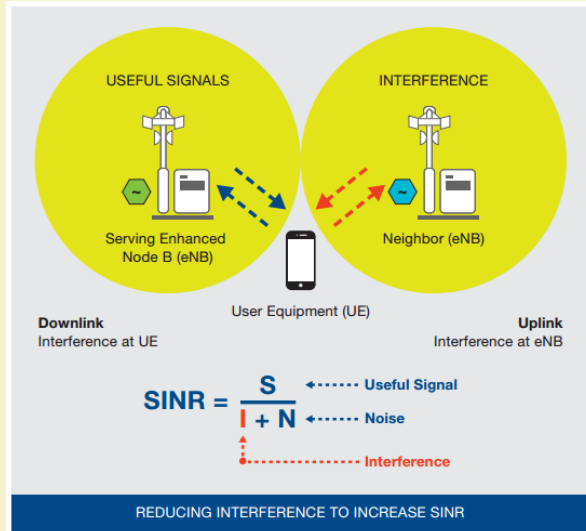 USEFUL SIGNALS
INTERFERENCE
~
~
Serving Enhanced
Node B (eNB)
Neighbor (eNB)
User Equipment (UE)
Downlink
Interference at UE
Uplink
Interference at eNB
SINR = S
I + N
Useful Signal
Noise
Interference
REDUCING INTERFERENCE TO INCREASE SINR